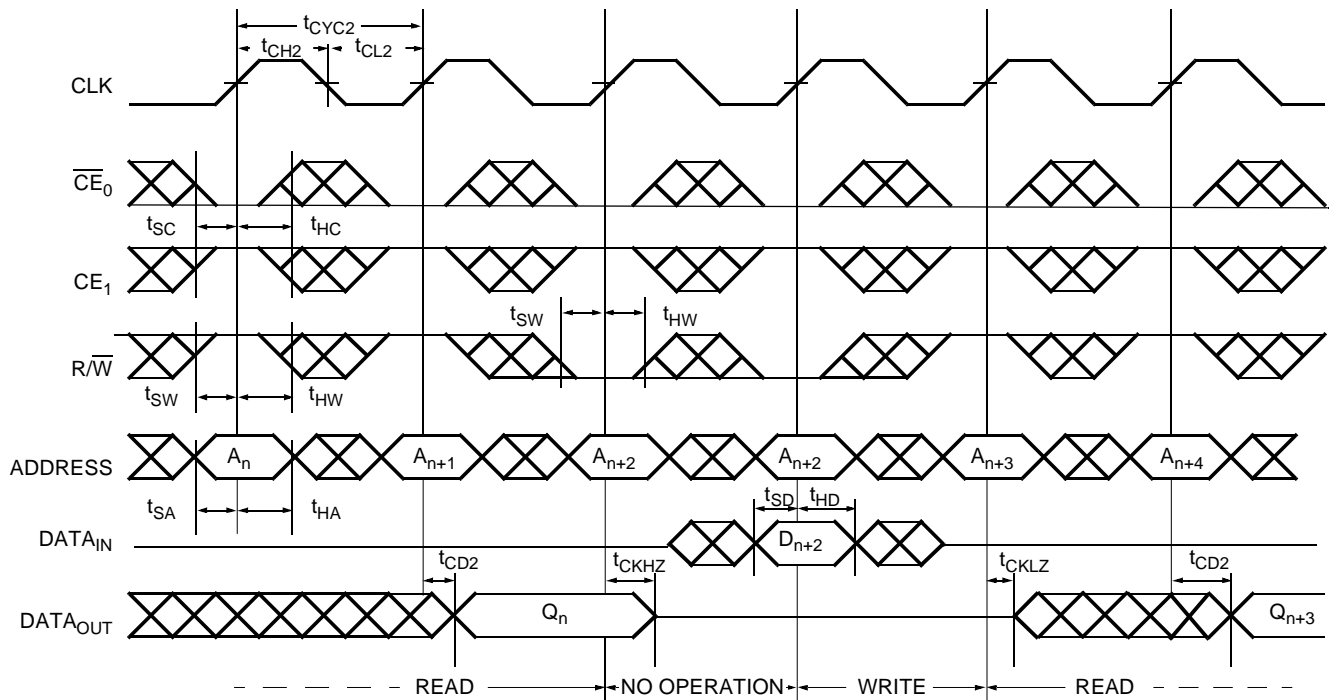 tCYC2
tCH2 tCL2
CLK
CE0
tSC tHC
CE1
tSW tHW
R/W
tSW tHW
ADDRESS An An+1 An+2 An+2 An+3 An+4
tSA tHA tSD tHD
DATAIN Dn+2
tCD2 tCKHZ tCKLZ tCD2
DATAOUT Qn Qn+3
READ NO OPERATION WRITE READ